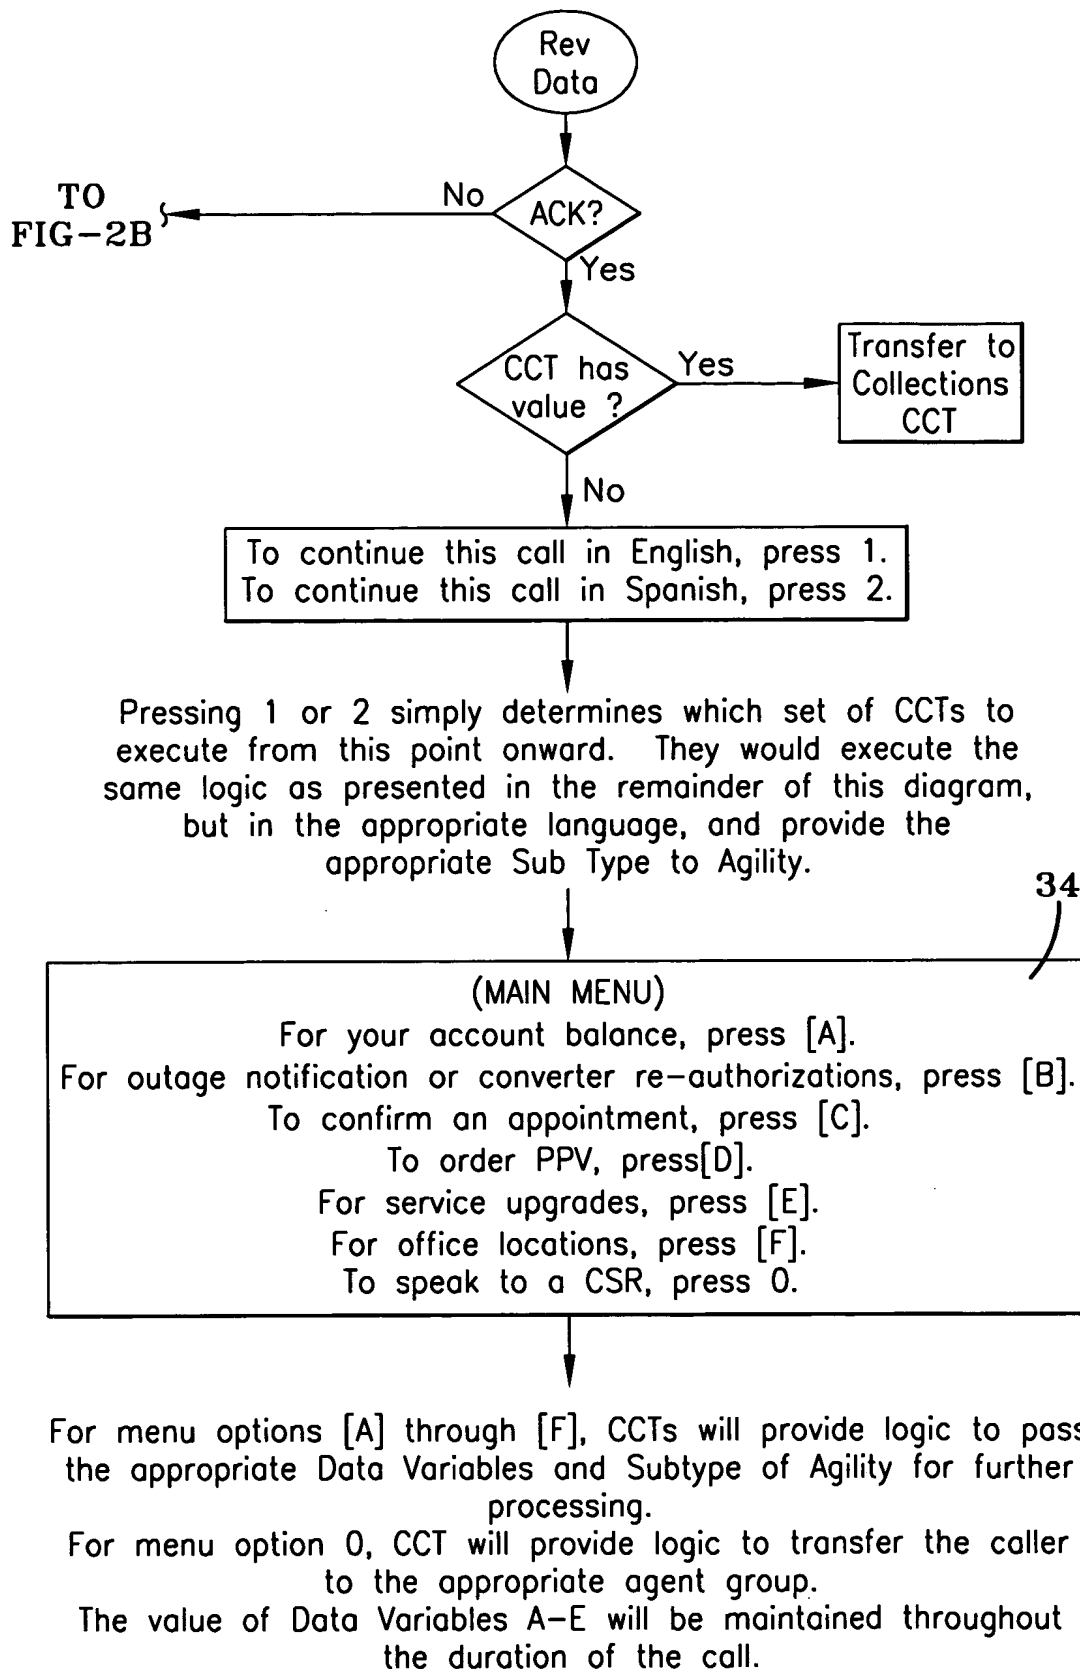 Rev
Data
ACK?
No
TO
FIG-2B
Yes
CCT has
value ?
Yes
Transfer to
Collections
CCT
No
To continue this call in English, press 1.
To continue this call in Spanish, press 2.
Pressing 1 or 2 simply determines which set of CCTs to
execute from this point onward. They would execute the
same logic as presented in the remainder of this diagram,
but in the appropriate language, and provide the
appropriate Sub Type to Agility.
34
(MAIN MENU)
For your account balance, press [A].
For outage notification or converter re-authorizations, press [B].
To confirm an appointment, press [C].
To order PPV, press[D].
For service upgrades, press [E].
For office locations, press [F].
To speak to a CSR, press 0.
For menu options [A] through [F], CCTs will provide logic to pass
the appropriate Data Variables and Subtype of Agility for further
processing.
For menu option 0, CCT will provide logic to transfer the caller
to the appropriate agent group.
The value of Data Variables A-E will be maintained throughout
the duration of the call.